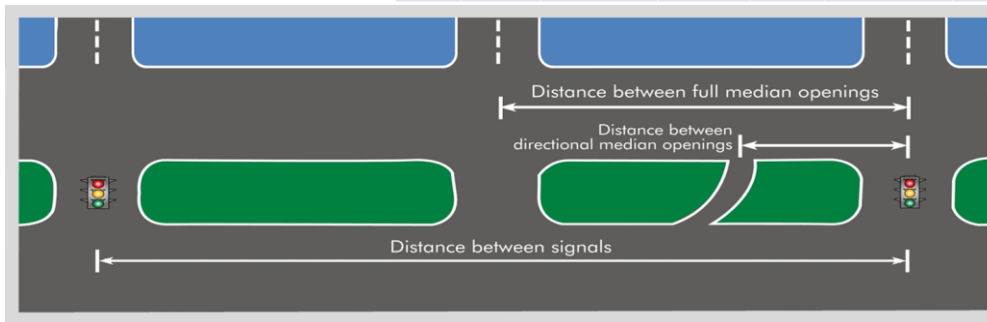 Distance between full median openings
Distance between
directional median openings
Distance between signals